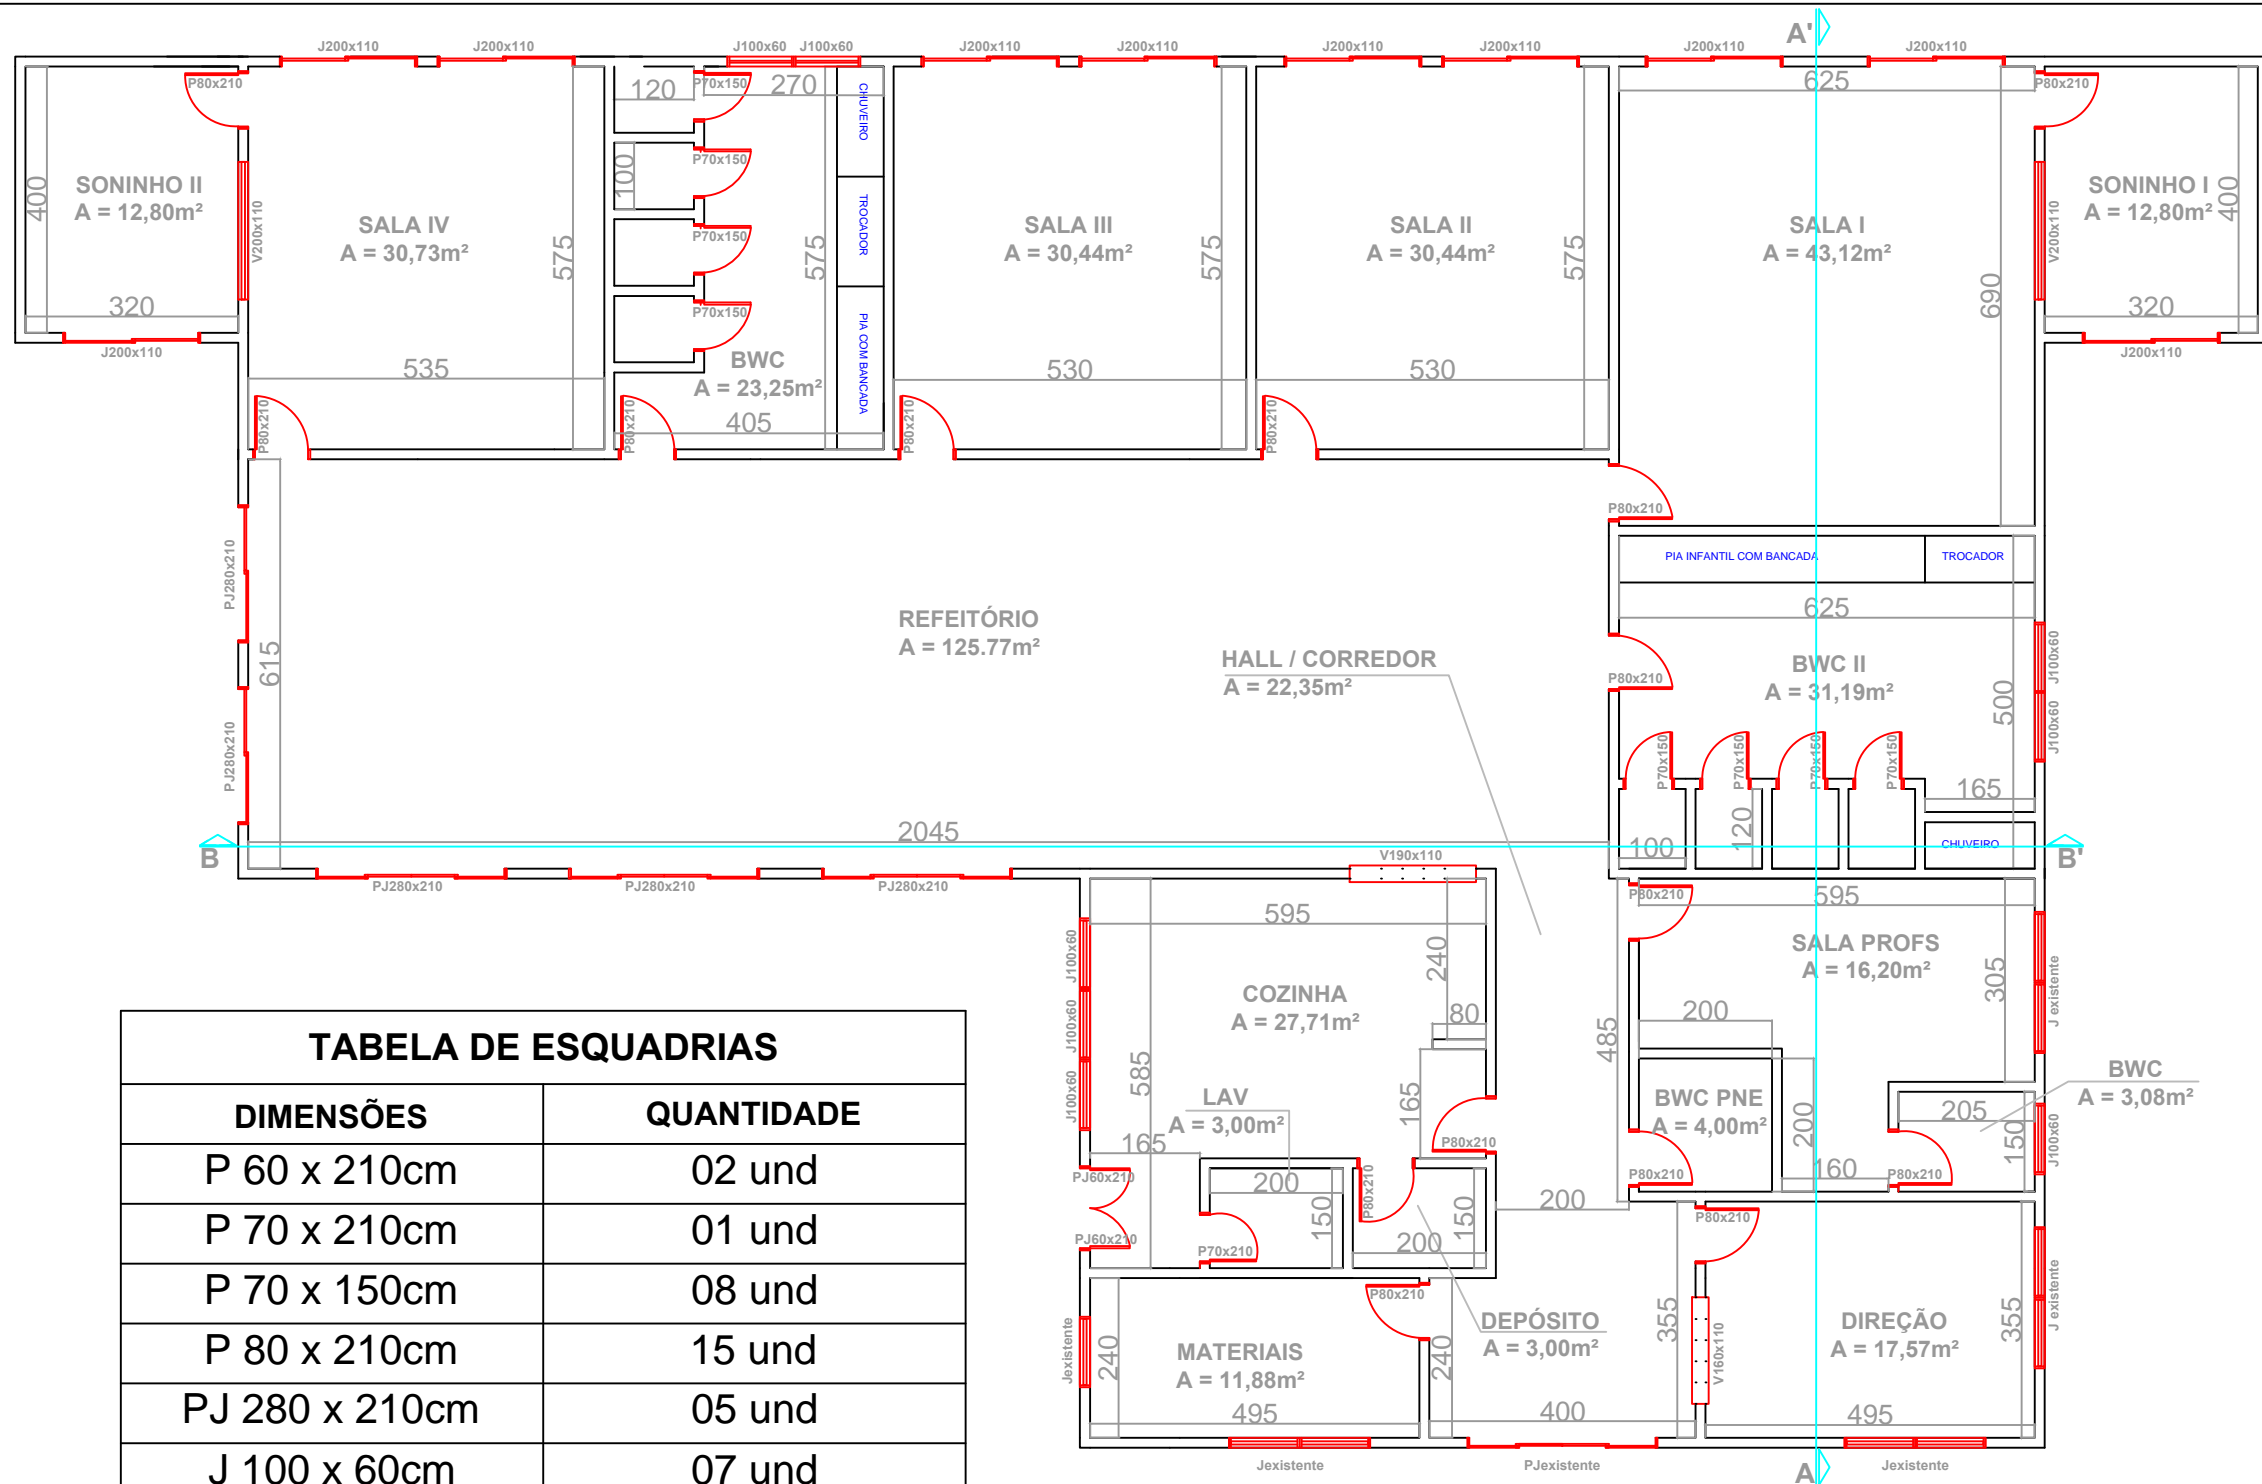 A'
J200x110
J200x110
J100x60
J100x60
J200x110
J200x110
J200x110
J200x110
J200x110
J200x110
P80x210
P70x150
P80x210
120
270
625
CHUVEIRO
400
SONINHO II
A = 12,80m²
V200x110
SALA IV
A = 30,73m²
575
100
P70x150
P70x150
P70x150
575
TROCADOR
PIA COM BANCADA
SALA III
A = 30,44m²
575
SALA II
A = 30,44m²
575
SALA I
A = 43,12m²
690
V200x110
SONINHO I
A = 12,80m²
400
320
320
J200x110
J200x110
535
BWC
A = 23,25m²
405
530
530
P80x210
P80x210
P80x210
P80x210
P80x210
PJ280x210
PJ280x210
615
REFEITÓRIO
A = 125.77m²
HALL / CORREDOR
A = 22,35m²
PIA INFANTIL COM BANCADA
TROCADOR
625
P80x210
BWC II
A = 31,19m²
500
J100x60
J100x60
P70x150
P70x150
P70x150
P70x150
165
100
120
CHUVEIRO
2045
B
B'
PJ280x210
PJ280x210
PJ280x210
V190x110
595
240
80
J100x60
J100x60
J100x60
COZINHA
A = 27,71m²
585
165
LAV
A = 3,00m²
165
P80x210
P80x210
200
150
200
150
PJ60x210
PJ60x210
P70x210
485
200
P80x210
595
SALA PROFS
A = 16,20m²
305
J existente
200
BWC PNE
A = 4,00m²
200
P80x210
160
P80x210
205
150
J100x60
BWC
A = 3,08m²
P80x210
P80x210
Jexistente
240
MATERIAIS
A = 11,88m²
495
240
DEPÓSITO
A = 3,00m²
355
400
V160x110
DIREÇÃO
A = 17,57m²
355
J existente
495
Jexistente
PJexistente
A
Jexistente
TABELA DE ESQUADRIAS
DIMENSÕES QUANTIDADE
P 60 x 210cm 02 und
P 70 x 210cm 01 und
P 70 x 150cm 08 und
P 80 x 210cm 15 und
PJ 280 x 210cm 05 und
J 100 x 60cm 07 und